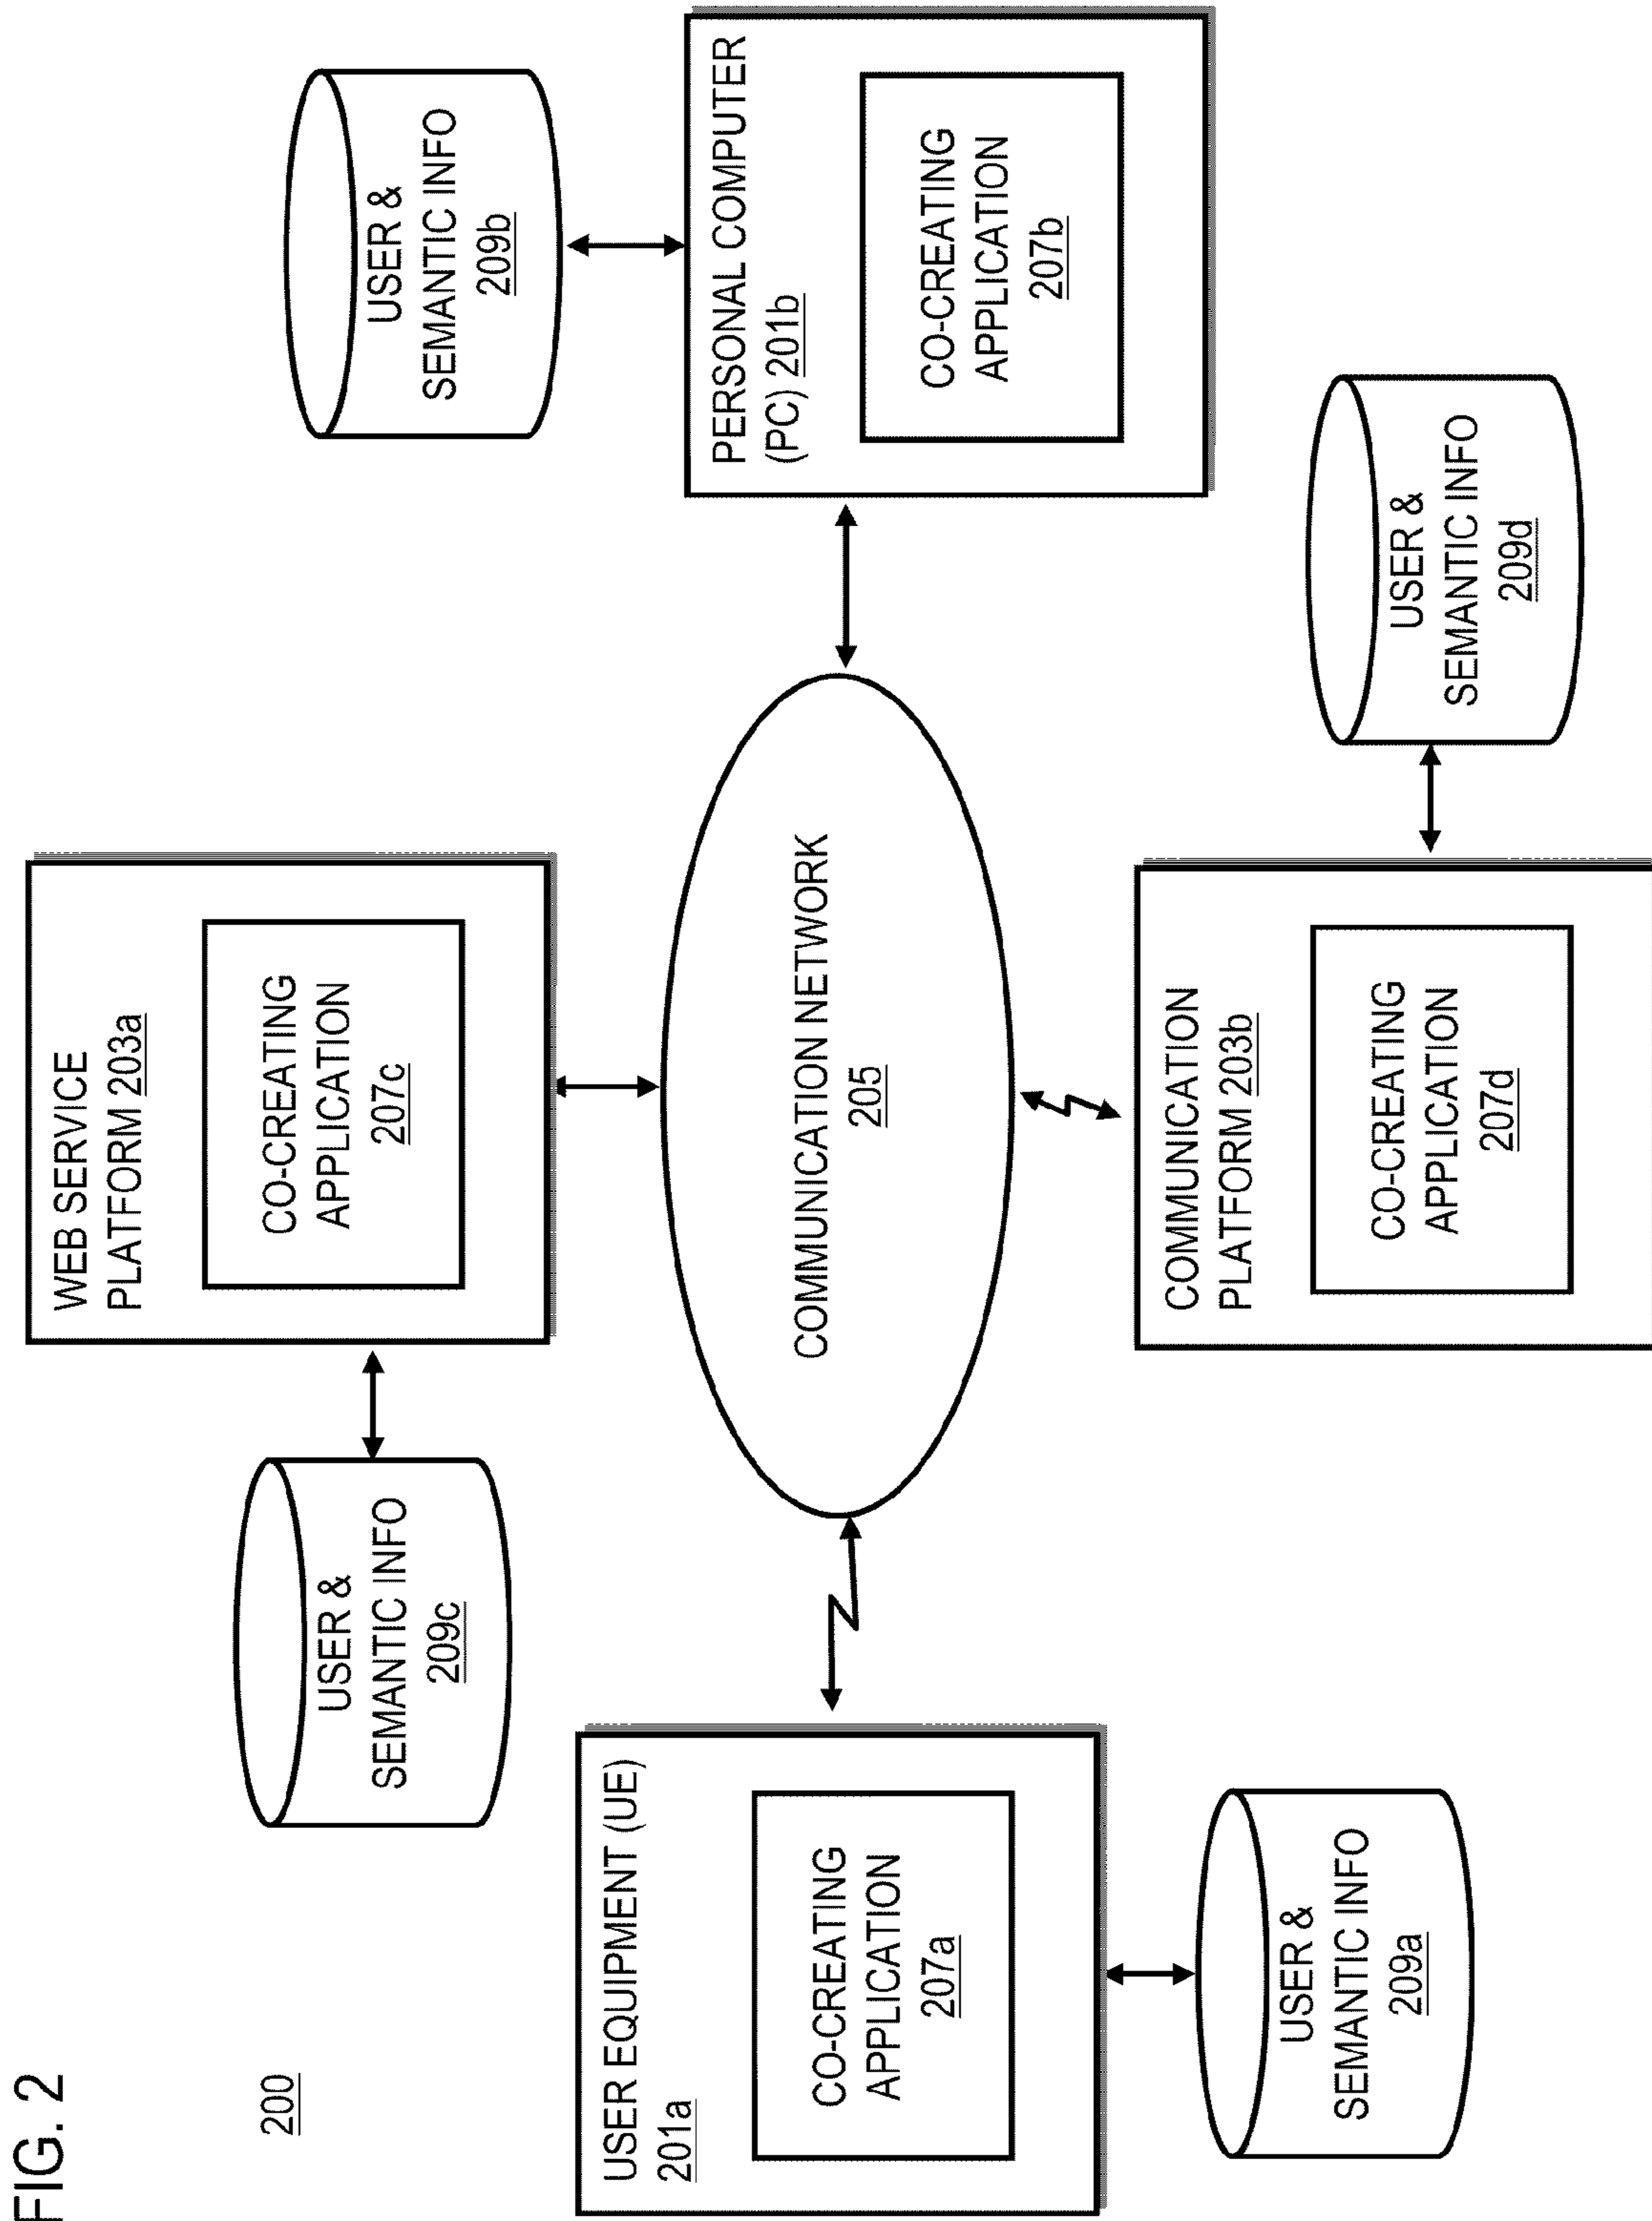 FIG. 2
200
WEB SERVICE
PLATFORM 203a
CO-CREATING
APPLICATION
207c
USER &
SEMANTIC INFO
209c
USER &
SEMANTIC INFO
209b
USER EQUIPMENT (UE)
201a
CO-CREATING
APPLICATION
207a
COMMUNICATION NETWORK
205
PERSONAL COMPUTER
(PC) 201b
CO-CREATING
APPLICATION
207b
USER &
SEMANTIC INFO
209a
COMMUNICATION
PLATFORM 203b
CO-CREATING
APPLICATION
207d
USER &
SEMANTIC INFO
209d